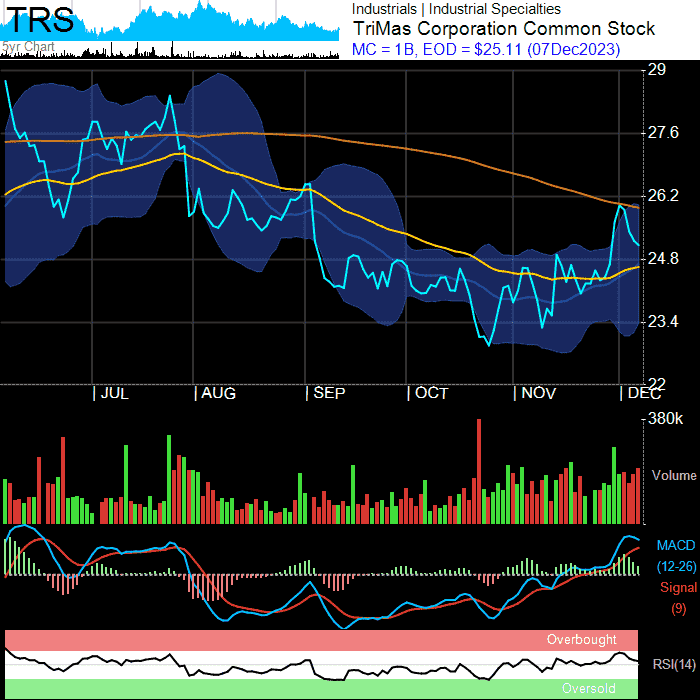 TRS
5yr Chart
Industrials | Industrial Specialties
TriMas Corporation Common Stock
MC = 1B, EOD = $25.11 (07Dec2023)
29
27.6
26.2
24.8
23.4
22
| JUL | AUG | SEP | OCT | NOV | DEC
380k
Volume
MACD
(12-26)
Signal
(9)
Overbought
RSI(14)
Oversold